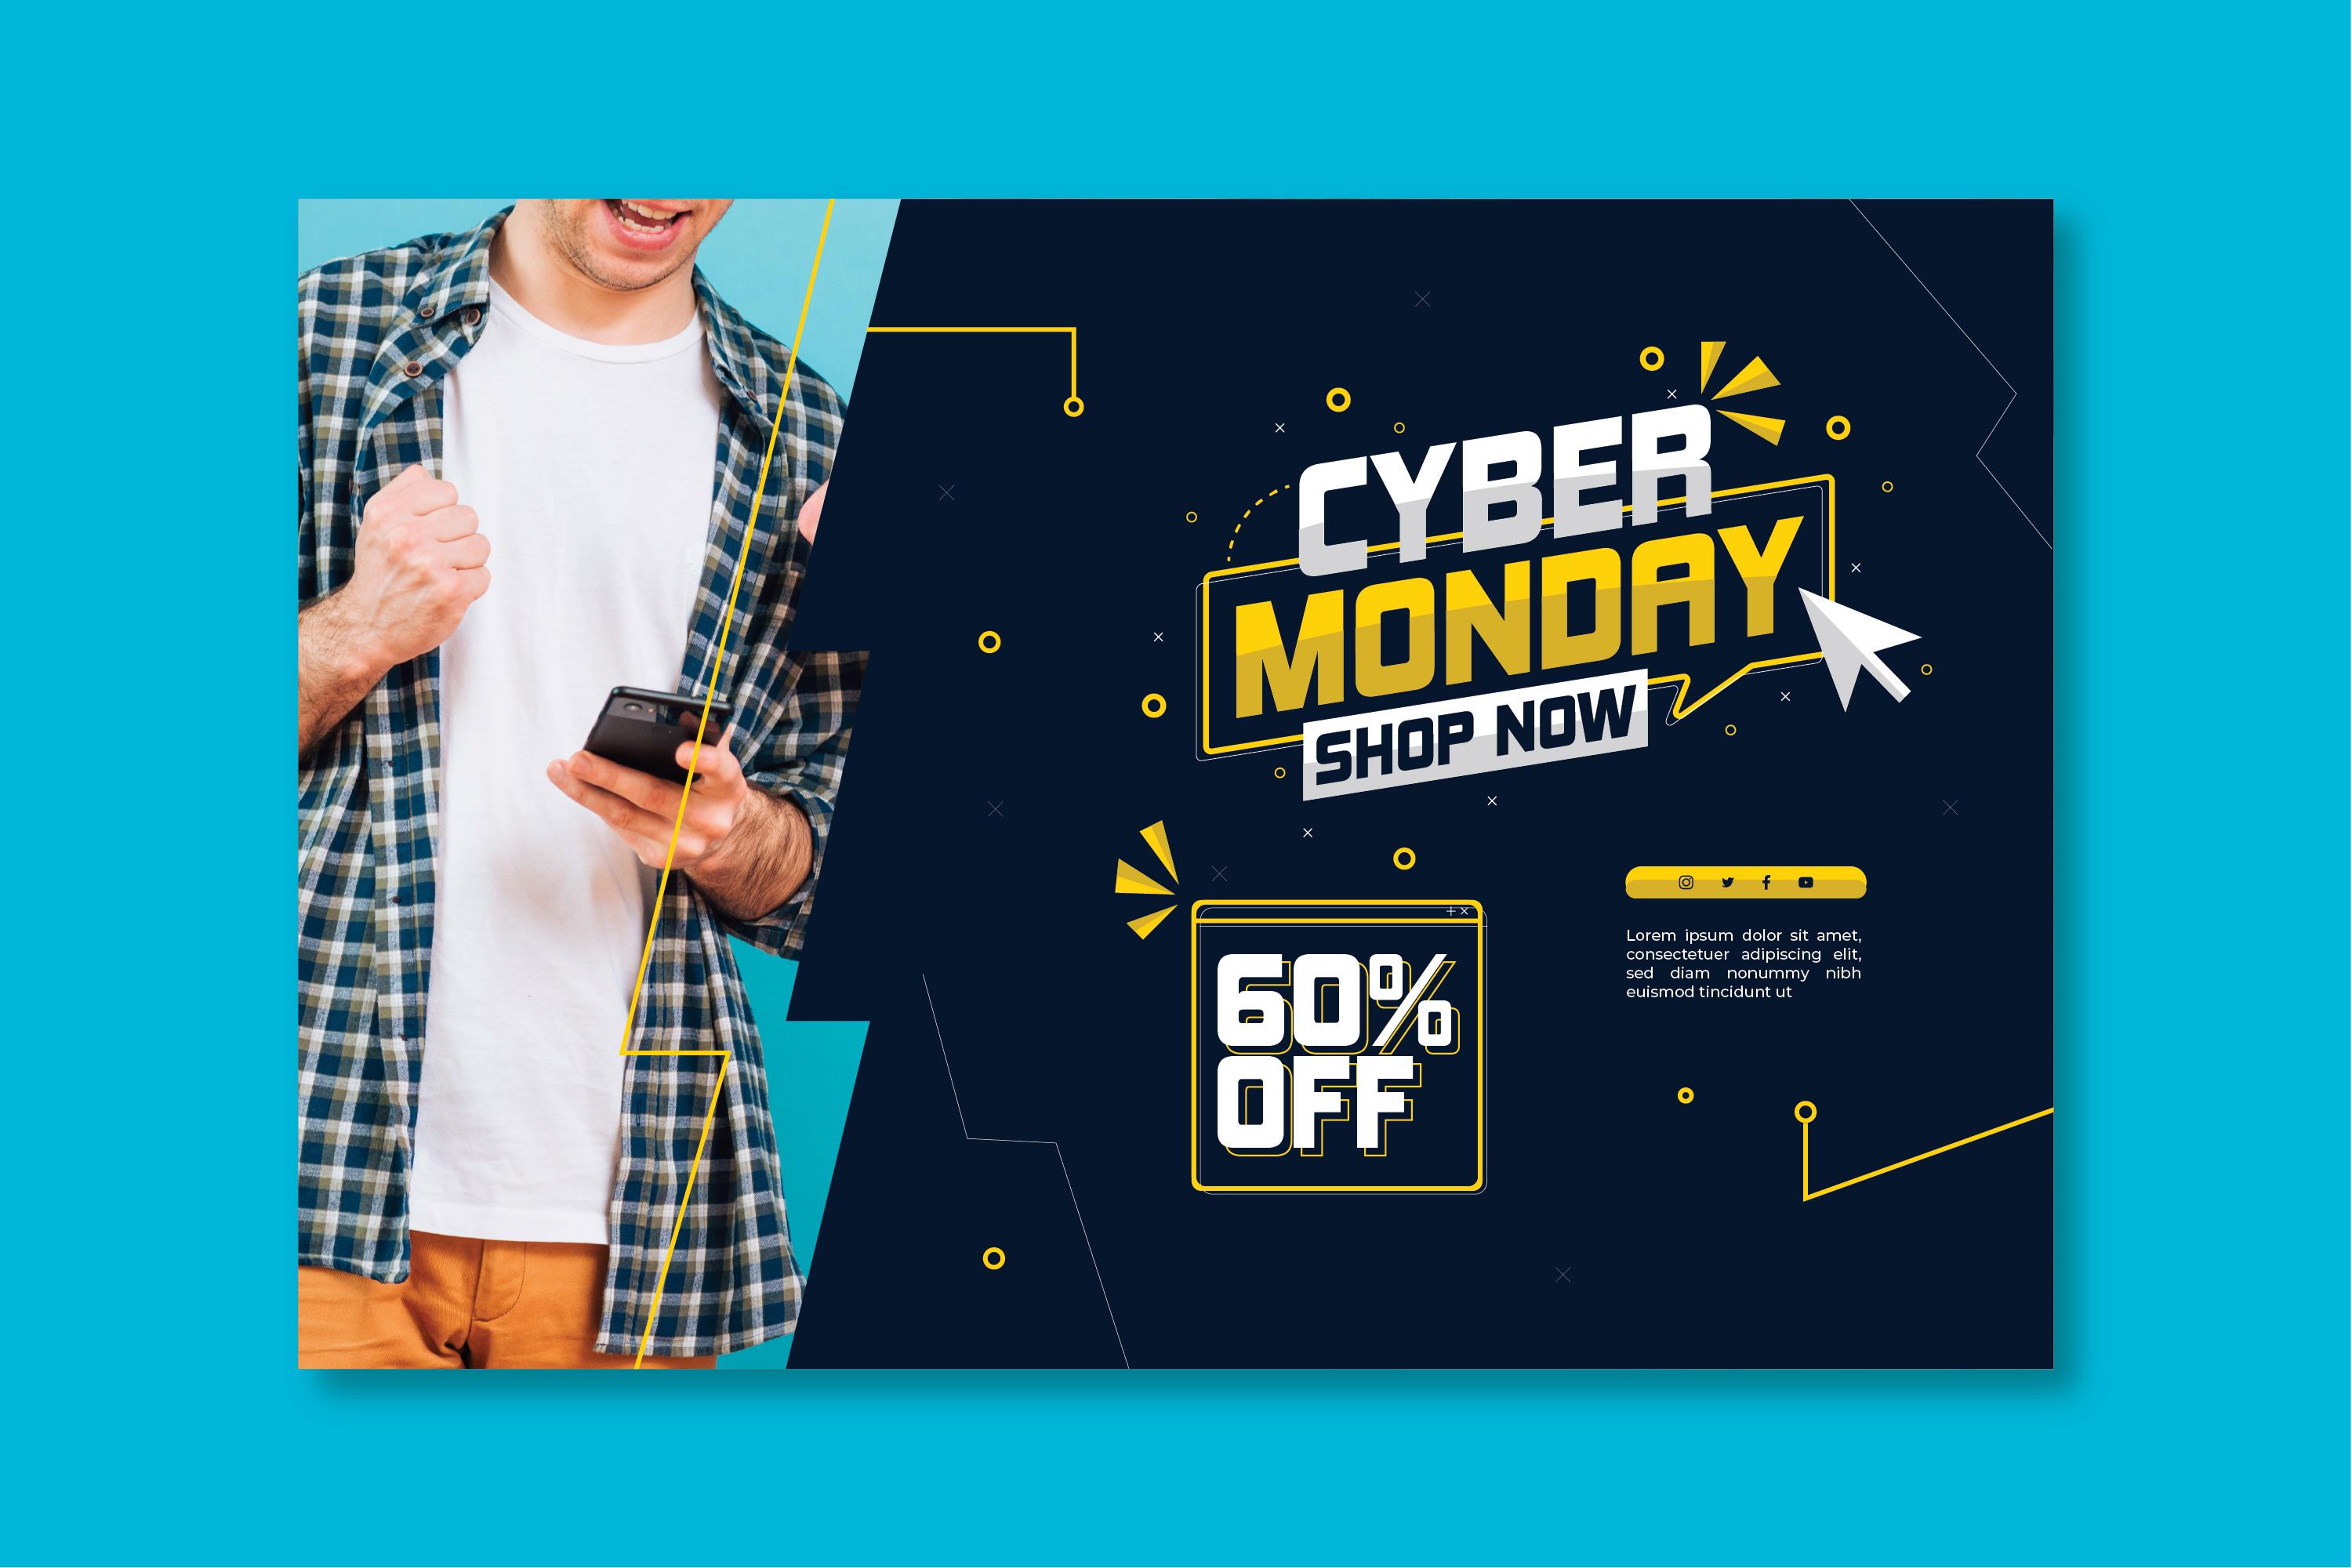 CYBER
MONDAY
SHOP NOW
60%
OFF
Lorem ipsum dolor sit amet,
consectetuer adipiscing elit,
sed diam nonummy nibh
euismod tincidunt ut